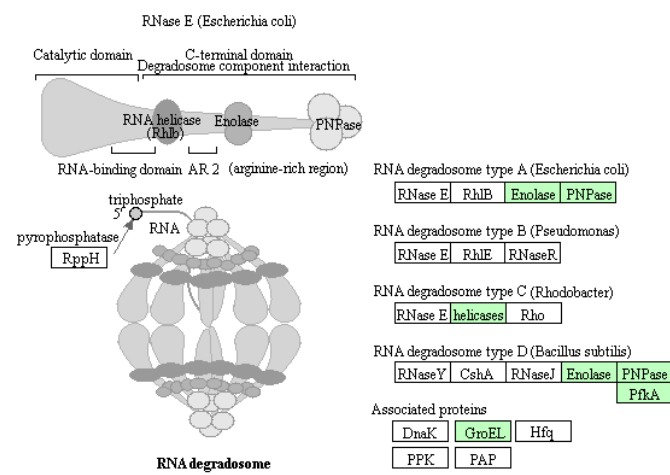 RNase E (Escherichia coli)
Catalytic domain
C-terminal domain
Degradosome component interaction
RNA helicase
(Rhlb)
Enolase
PNPase
RNA-binding domain
AR 2
(arginine-rich region)
triphosphate
5'
RNA
pyrophosphatase
RppH
RNA degradosome
RNA degradosome type A (Escherichia coli)
RNase E RhlB Enolase PNPase
RNA degradosome type B (Pseudomonas)
RNase E RhlE RNaseR
RNA degradosome type C (Rhodobacter)
RNase E helicases Rho
RNA degradosome type D (Bacillus subtilis)
RNaseY CshA RNaseJ Enolase PNPase
PfkA
Associated proteins
DnaK GroEL Hfq
PPK PAP